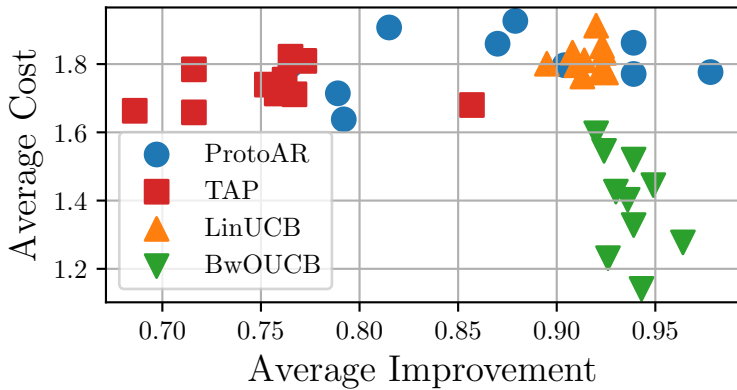 Average Cost
1.8
1.6
1.4
1.2
ProtoAR
TAP
LinUCB
BwOUCB
0.70 0.75 0.80 0.85 0.90 0.95
Average Improvement